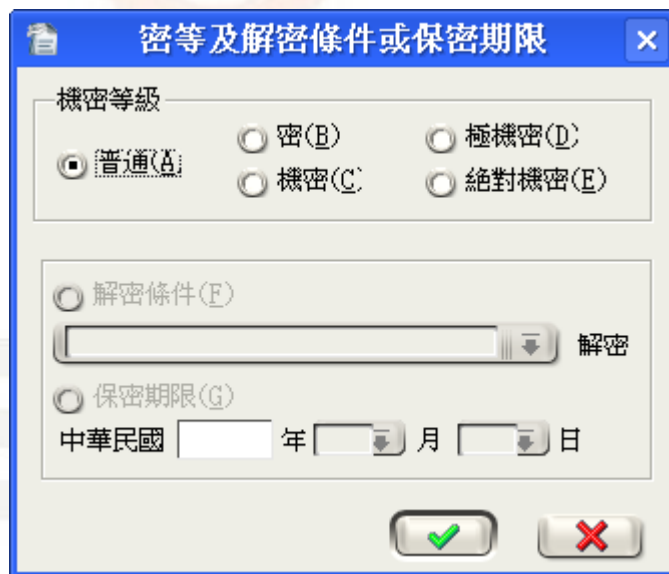 密等及解密條件或保密期限
機密等級
普通(A)
密(B)
極機密(D)
機密(C)
絕對機密(E)
解密條件(F)
解密
保密期限(G)
中華民國 年 月 日